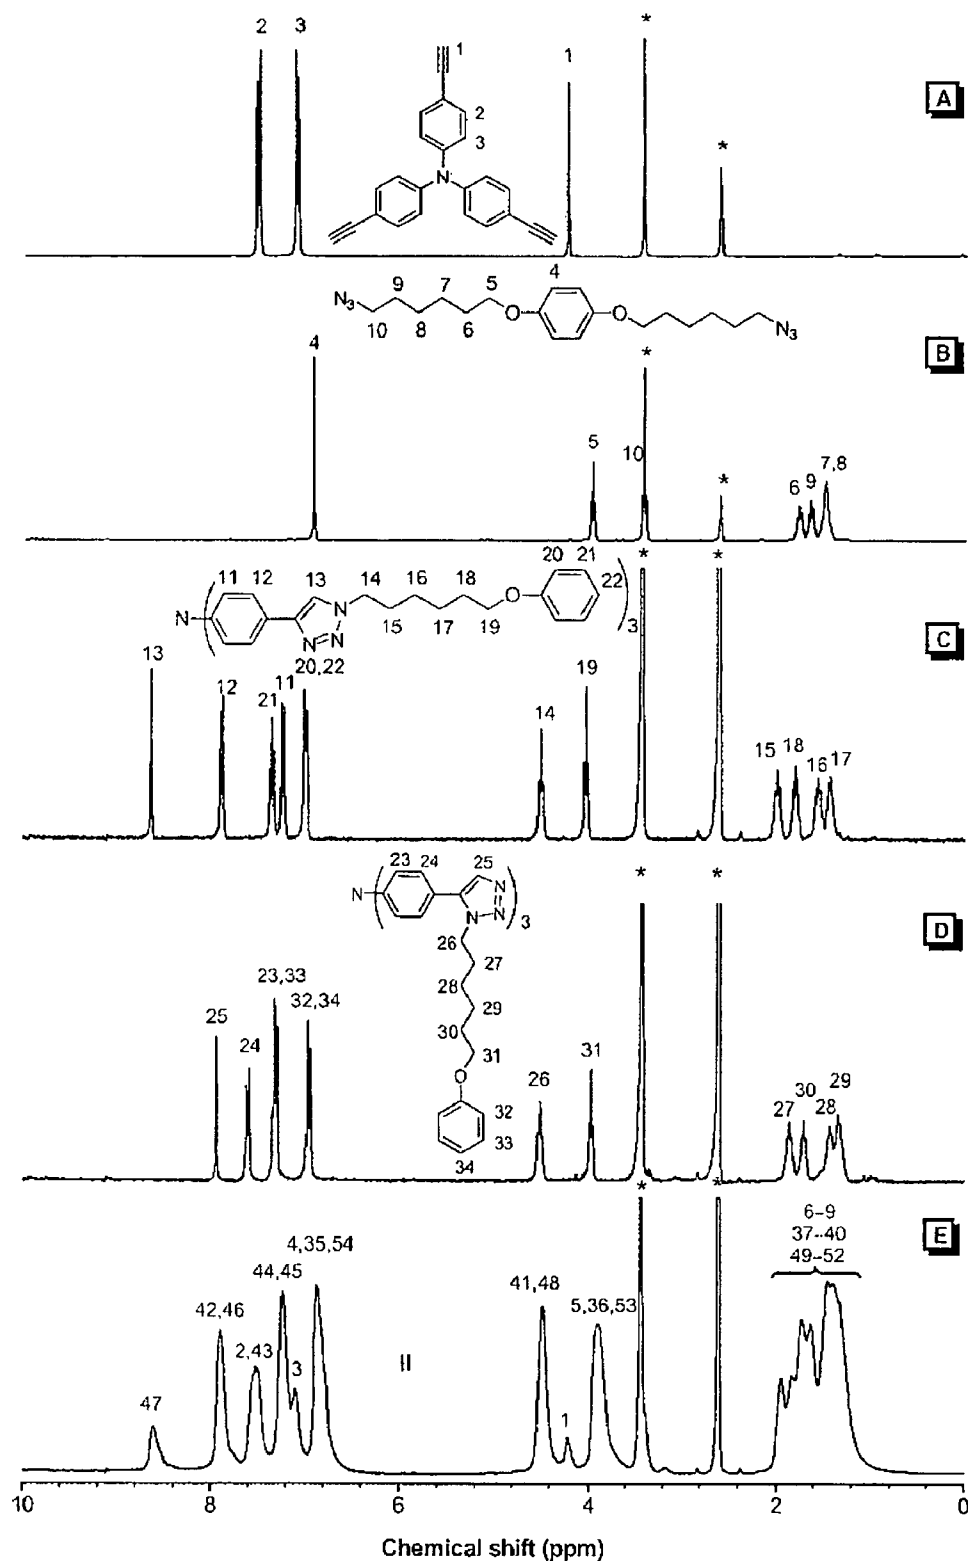 2 3 1 * *
A
1
2
3
N
4
9 7 5
N3 O O N3
10 8 6
B
4 5 10 * * 6 9 7,8
20 21 * *
11 12 13 14 16 18 O 22
N N N N 3
15 17 19
C
13 12 21 11 20,22 14 19 15 18 16 17
23 24 25 * *
N N N N 3
26
27
28
29
30
31
O
32
33
34
D
25 24 23,33 32,34 26 31 27 30 28 29
* *
E
6–9
37–40
49–52
47 42,46 2,43 44,45 3 4,35,54 41,48 1 5,36,53
II
10 8 6 4 2 0
Chemical shift (ppm)